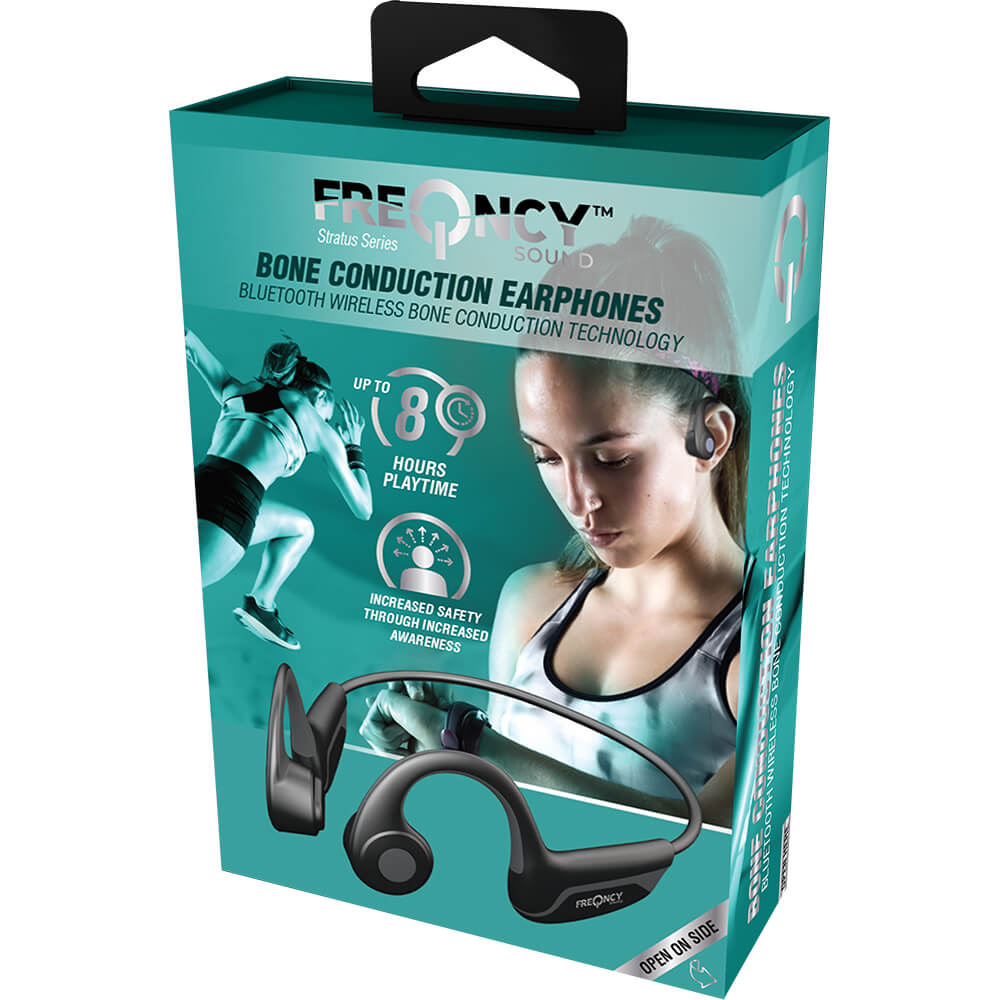 FREQNCY™
Stratus Series
SOUND
BONE CONDUCTION EARPHONES
BLUETOOTH WIRELESS BONE CONDUCTION TECHNOLOGY
UP TO
8
HOURS
PLAYTIME
INCREASED SAFETY
THROUGH INCREASED
AWARENESS
FREQNCY
SOUND
OPEN ON SIDE
BONE CONDUCTION EARPHONES
BLUETOOTH WIRELESS BONE CONDUCTION TECHNOLOGY